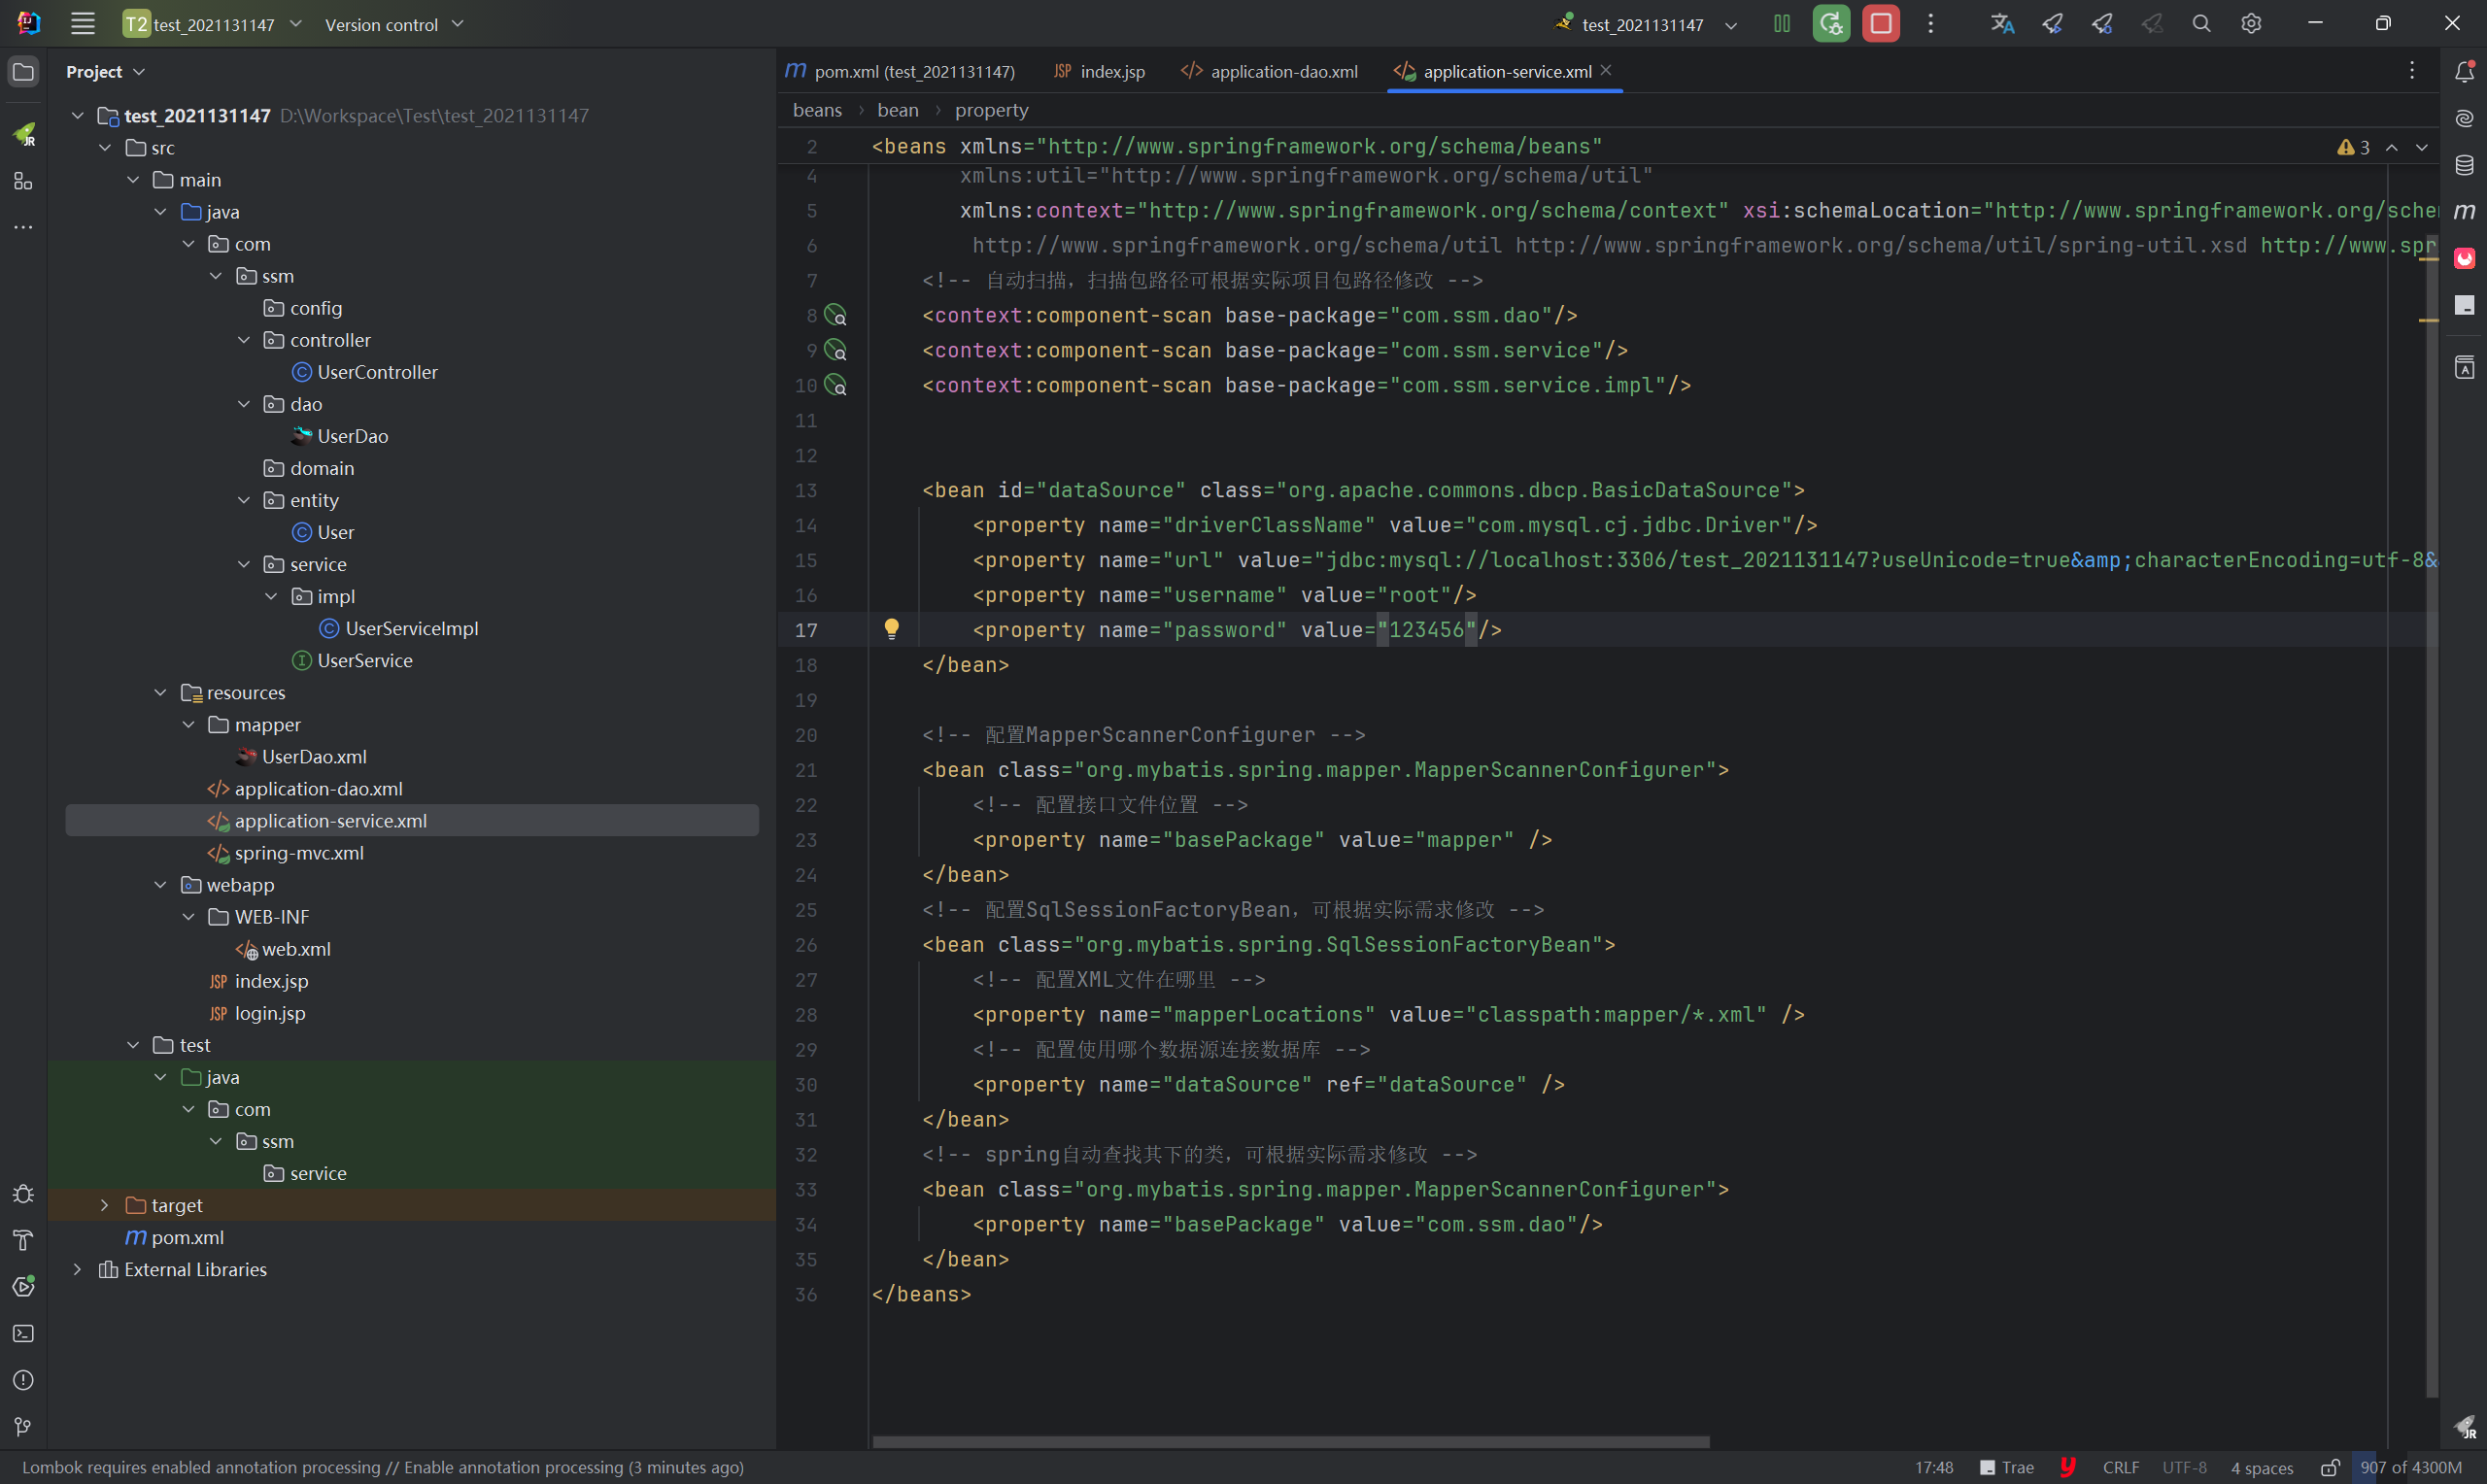 T2 test_2021131147 Version control test_2021131147
Project
test_2021131147 D:\Workspace\Test\test_2021131147
src
main
java
com
ssm
config
controller
UserController
dao
UserDao
domain
entity
User
service
impl
UserServiceImpl
UserService
resources
mapper
UserDao.xml
application-dao.xml
application-service.xml
spring-mvc.xml
webapp
WEB-INF
web.xml
JSP index.jsp
JSP login.jsp
test
java
com
ssm
service
target
m pom.xml
External Libraries
m pom.xml (test_2021131147) JSP index.jsp application-dao.xml application-service.xml
beans bean property
2 <beans xmlns="http://www.springframework.org/schema/beans" 3
4 xmlns:util="http://www.springframework.org/schema/util"
5 xmlns:context="http://www.springframework.org/schema/context" xsi:schemaLocation="http://www.springframework.org/sche
6 http://www.springframework.org/schema/util http://www.springframework.org/schema/util/spring-util.xsd http://www.spr
7 <!-- 自动扫描，扫描包路径可根据实际项目包路径修改 -->
8 <context:component-scan base-package="com.ssm.dao"/>
9 <context:component-scan base-package="com.ssm.service"/>
10 <context:component-scan base-package="com.ssm.service.impl"/>
11
12
13 <bean id="dataSource" class="org.apache.commons.dbcp.BasicDataSource">
14 <property name="driverClassName" value="com.mysql.cj.jdbc.Driver"/>
15 <property name="url" value="jdbc:mysql://localhost:3306/test_2021131147?useUnicode=true&amp;characterEncoding=utf-8&
16 <property name="username" value="root"/>
17 <property name="password" value="123456"/>
18 </bean>
19
20 <!-- 配置MapperScannerConfigurer -->
21 <bean class="org.mybatis.spring.mapper.MapperScannerConfigurer">
22 <!-- 配置接口文件位置 -->
23 <property name="basePackage" value="mapper" />
24 </bean>
25 <!-- 配置SqlSessionFactoryBean，可根据实际需求修改 -->
26 <bean class="org.mybatis.spring.SqlSessionFactoryBean">
27 <!-- 配置XML文件在哪里 -->
28 <property name="mapperLocations" value="classpath:mapper/*.xml" />
29 <!-- 配置使用哪个数据源连接数据库 -->
30 <property name="dataSource" ref="dataSource" />
31 </bean>
32 <!-- spring自动查找其下的类，可根据实际需求修改 -->
33 <bean class="org.mybatis.spring.mapper.MapperScannerConfigurer">
34 <property name="basePackage" value="com.ssm.dao"/>
35 </bean>
36 </beans>
Lombok requires enabled annotation processing // Enable annotation processing (3 minutes ago) 17:48 Trae CRLF UTF-8 4 spaces 907 of 4300M